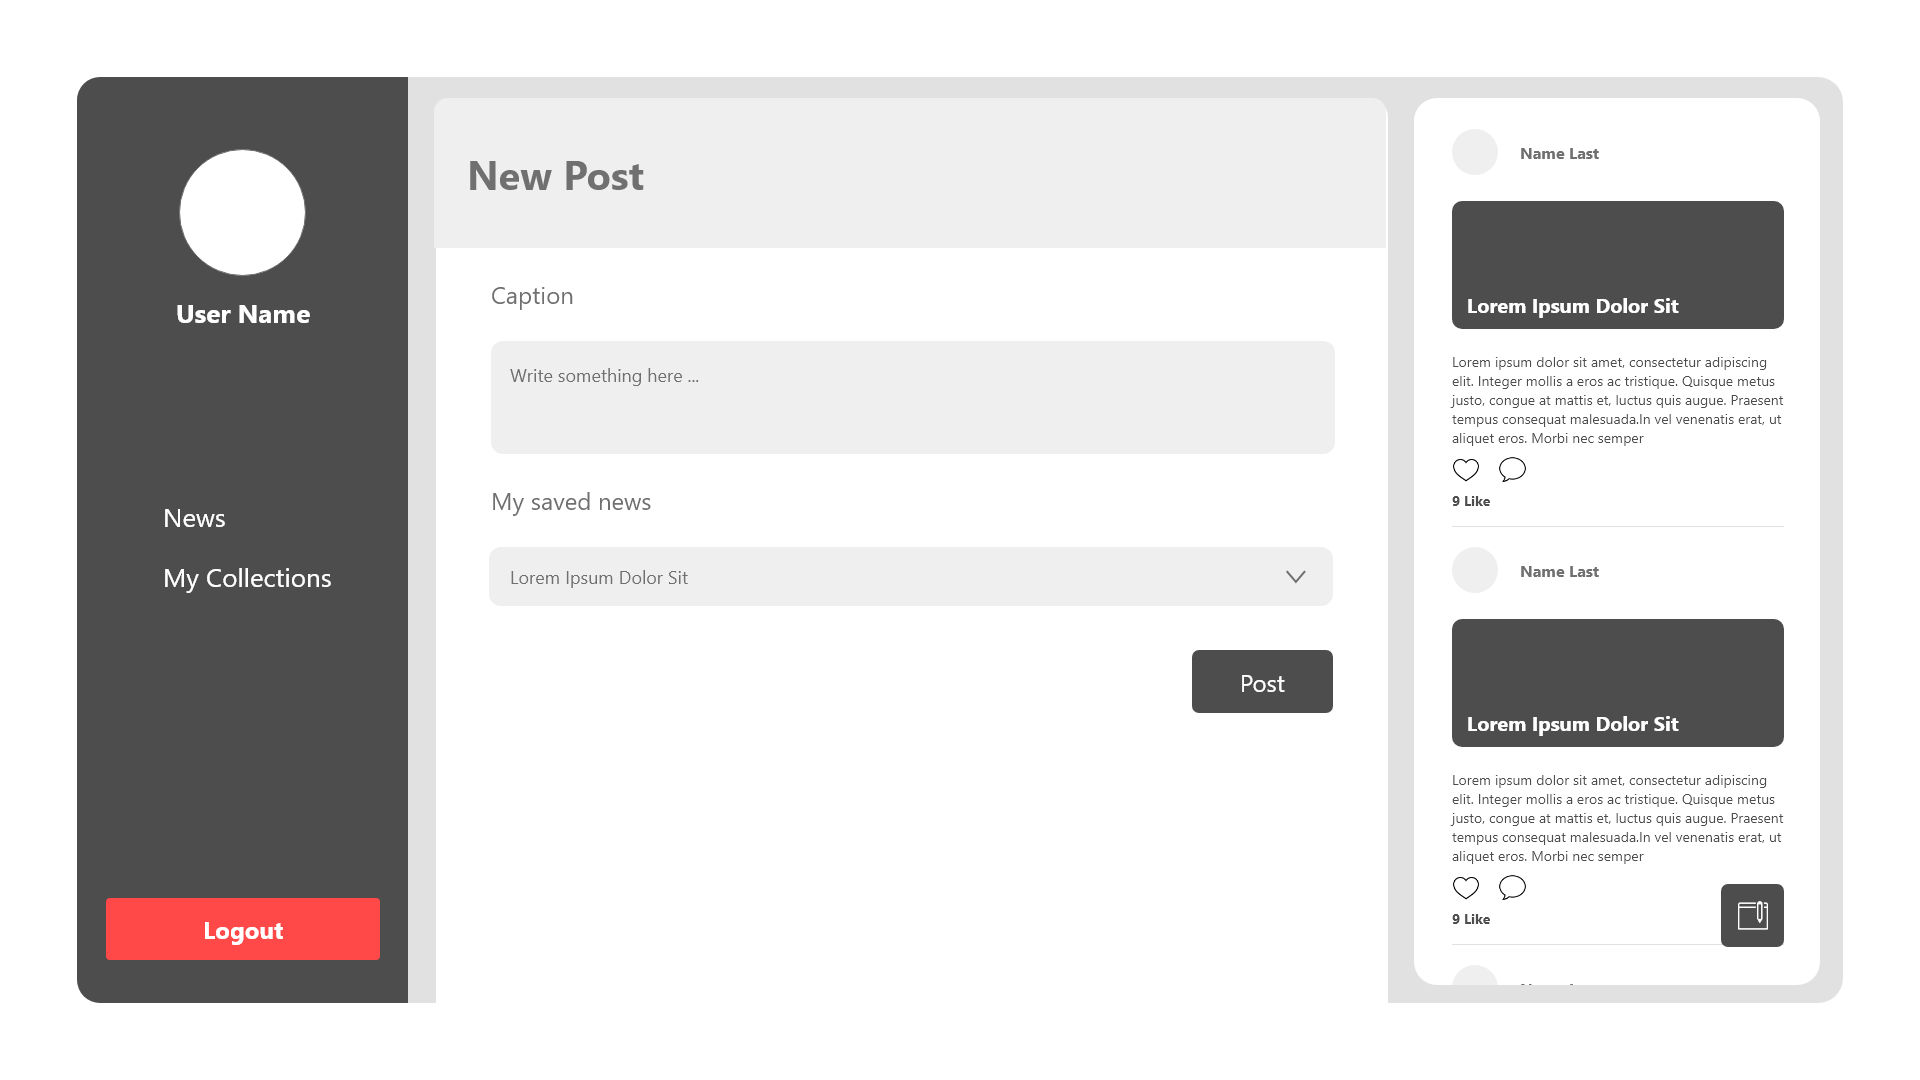 User Name
News
My Collections
Logout
New Post
Caption
Write something here ...
My saved news
Lorem Ipsum Dolor Sit
Post
Name Last
Lorem Ipsum Dolor Sit
Lorem ipsum dolor sit amet, consectetur adipiscing
elit. Integer mollis a eros ac tristique. Quisque metus
justo, congue at mattis et, luctus quis augue. Praesent
tempus consequat malesuada.In vel venenatis erat, ut
aliquet eros. Morbi nec semper
9 Like
Name Last
Lorem Ipsum Dolor Sit
Lorem ipsum dolor sit amet, consectetur adipiscing
elit. Integer mollis a eros ac tristique. Quisque metus
justo, congue at mattis et, luctus quis augue. Praesent
tempus consequat malesuada.In vel venenatis erat, ut
aliquet eros. Morbi nec semper
9 Like